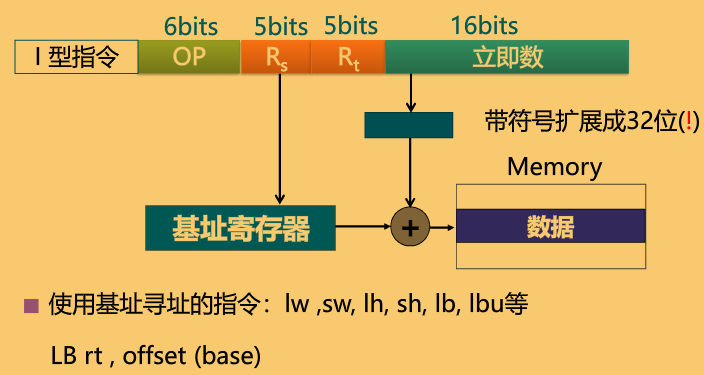 6bits 5bits 5bits 16bits
I 型指令 OP Rs Rt 立即数
带符号扩展成32位(!)
Memory
基址寄存器 + 数据
使用基址寻址的指令：lw ,sw, lh, sh, lb, lbu等
LB rt , offset (base)